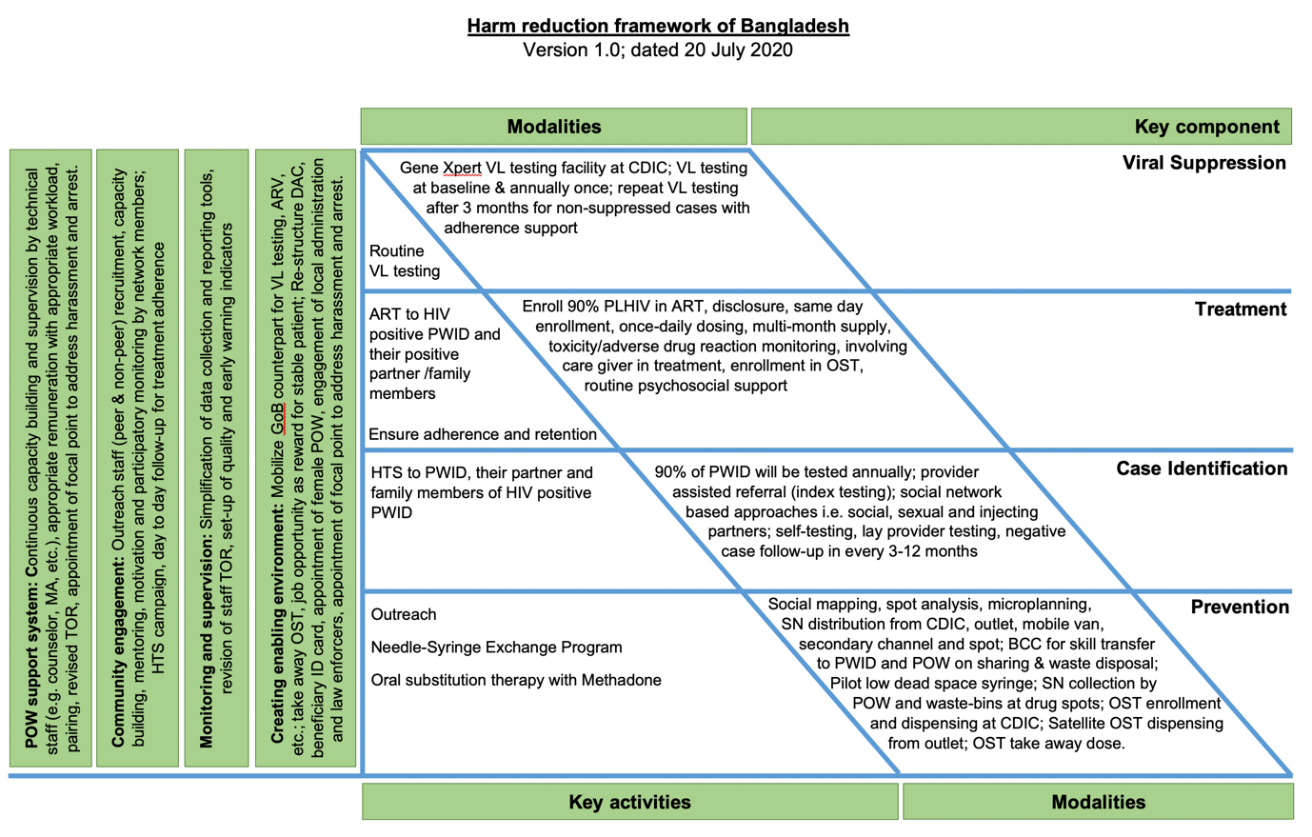 Harm reduction framework of Bangladesh
Version 1.0; dated 20 July 2020
Modalities
Key component
POW support system: Continuous capacity building and supervision by technical
staff (e.g. counselor, MA, etc.), appropriate remuneration with appropriate workload,
pairing, revised TOR, appointment of focal point to address harassment and arrest.
Community engagement: Outreach staff (peer & non-peer) recruitment, capacity
building, mentoring, motivation and participatory monitoring by network members;
HTS campaign, day to day follow-up for treatment adherence
Monitoring and supervision: Simplification of data collection and reporting tools,
revision of staff TOR, set-up of quality and early warning indicators
Creating enabling environment: Mobilize GoB counterpart for VL testing, ARV,
etc.; take away OST, job opportunity as reward for stable patient; Re-structure DAC,
beneficiary ID card, appointment of female POW, engagement of local administration
and law enforcers, appointment of focal point to address harassment and arrest.
Gene Xpert VL testing facility at CDIC; VL testing
at baseline & annually once; repeat VL testing
after 3 months for non-suppressed cases with
adherence support
Viral Suppression
Routine
VL testing
ART to HIV
positive PWID and
their positive
partner /family
members
Ensure adherence and retention
Enroll 90% PLHIV in ART, disclosure, same day
enrollment, once-daily dosing, multi-month supply,
toxicity/adverse drug reaction monitoring, involving
care giver in treatment, enrollment in OST,
routine psychosocial support
Treatment
HTS to PWID, their partner and
family members of HIV positive
PWID
90% of PWID will be tested annually; provider
assisted referral (index testing); social network
based approaches i.e. social, sexual and injecting
partners; self-testing, lay provider testing, negative
case follow-up in every 3-12 months
Case Identification
Outreach
Needle-Syringe Exchange Program
Oral substitution therapy with Methadone
Social mapping, spot analysis, microplanning,
SN distribution from CDIC, outlet, mobile van,
secondary channel and spot; BCC for skill transfer
to PWID and POW on sharing & waste disposal;
Pilot low dead space syringe; SN collection by
POW and waste-bins at drug spots; OST enrollment
and dispensing at CDIC; Satellite OST dispensing
from outlet; OST take away dose.
Prevention
Key activities
Modalities